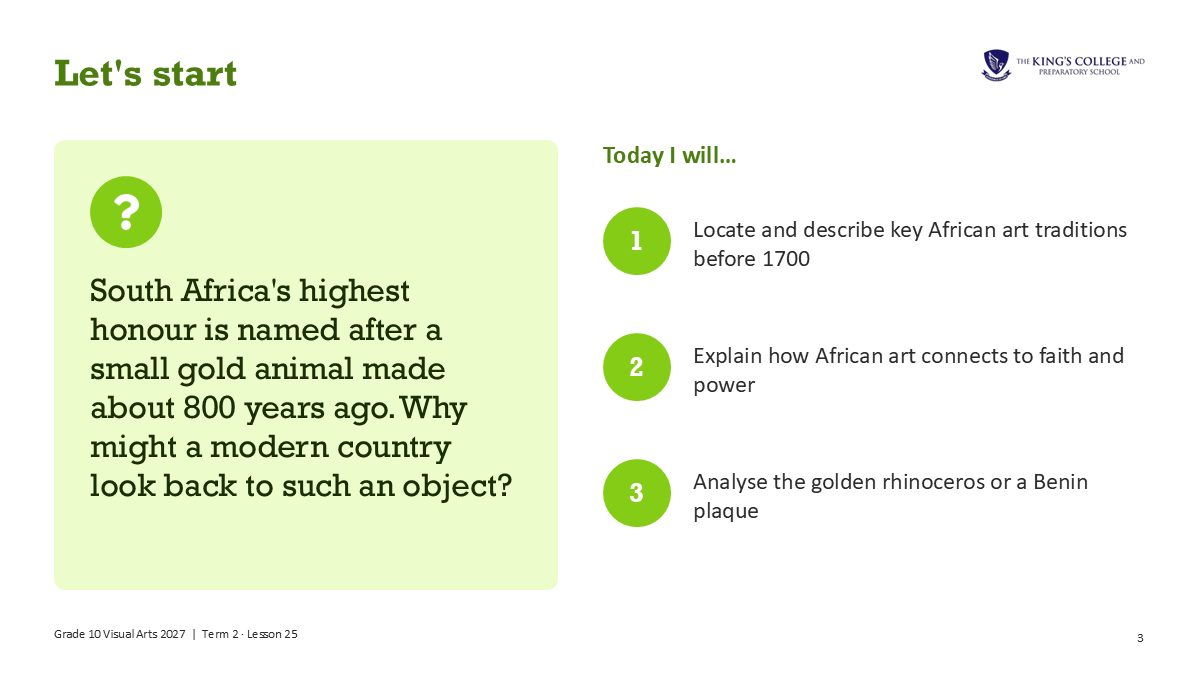 Let's start
THE KING'S COLLEGE AND
PREPARATORY SCHOOL
?
South Africa's highest
honour is named after a
small gold animal made
about 800 years ago. Why
might a modern country
look back to such an object?
Today I will...
1
Locate and describe key African art traditions
before 1700
2
Explain how African art connects to faith and
power
3
Analyse the golden rhinoceros or a Benin
plaque
Grade 10 Visual Arts 2027 | Term 2 · Lesson 25
3